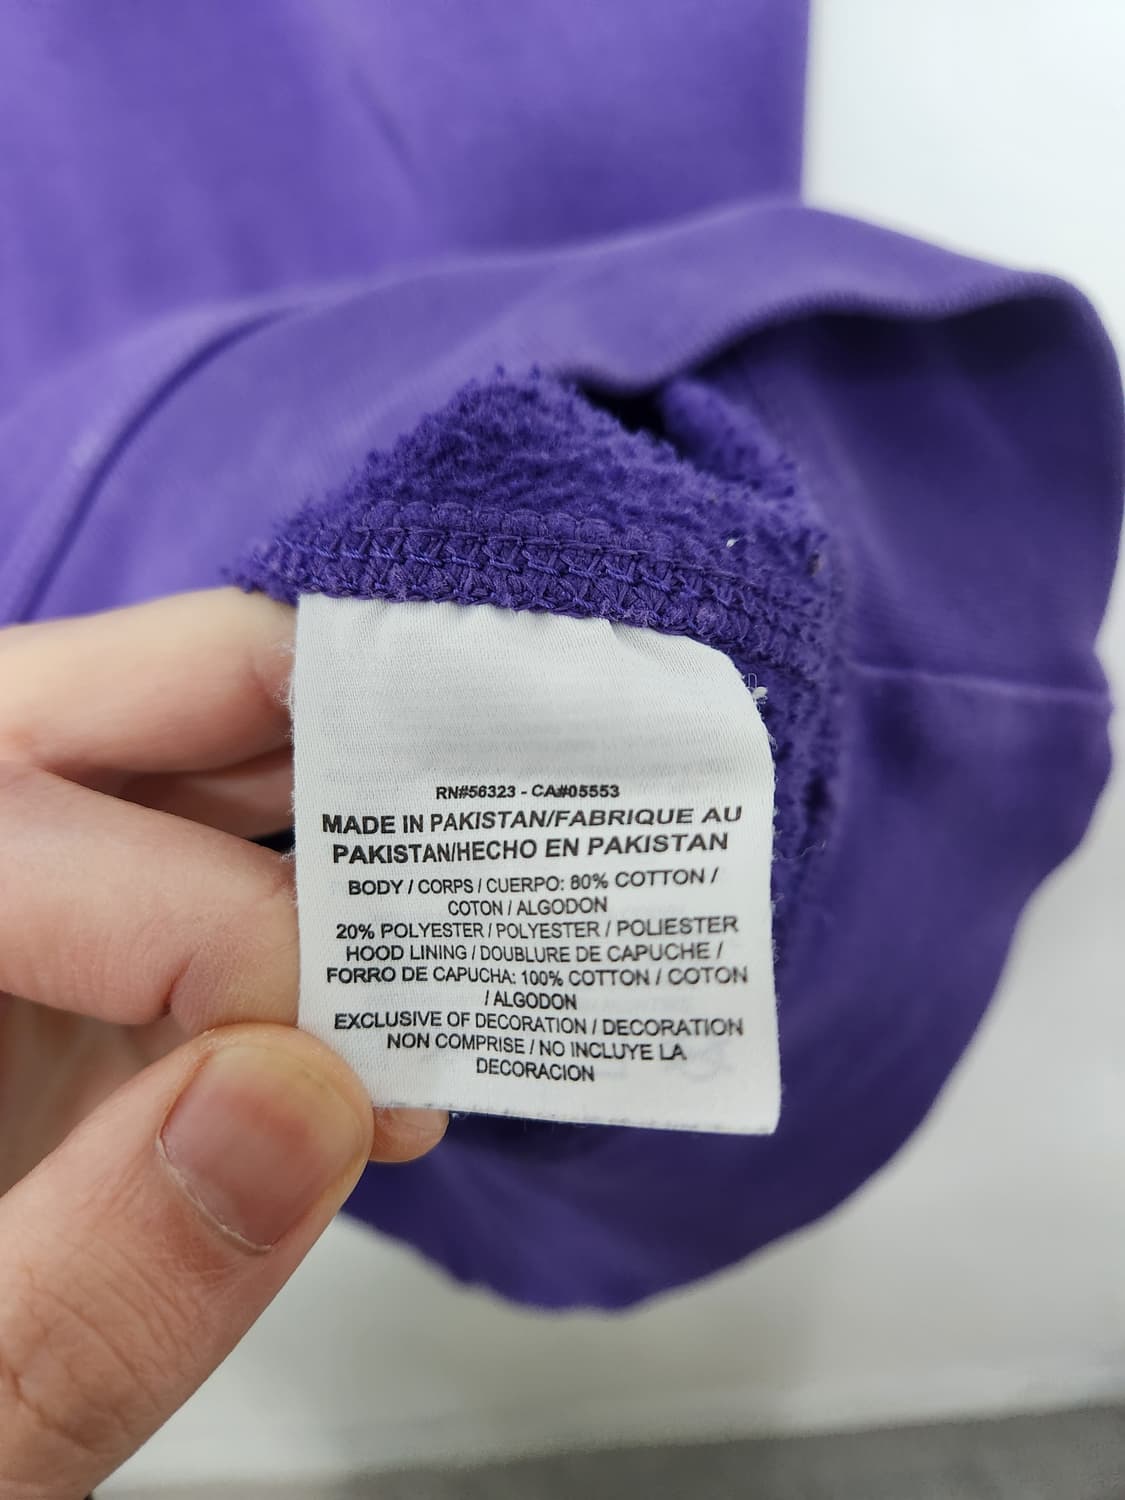 RN#56323 - CA#05553
MADE IN PAKISTAN/FABRIQUE AU
PAKISTAN/HECHO EN PAKISTAN
BODY / CORPS / CUERPO: 80% COTTON /
COTON / ALGODON
20% POLYESTER / POLYESTER / POLIESTER
HOOD LINING / DOUBLURE DE CAPUCHE /
FORRO DE CAPUCHA: 100% COTTON / COTON
/ ALGODON
EXCLUSIVE OF DECORATION / DECORATION
NON COMPRISE / NO INCLUYE LA
DECORACION